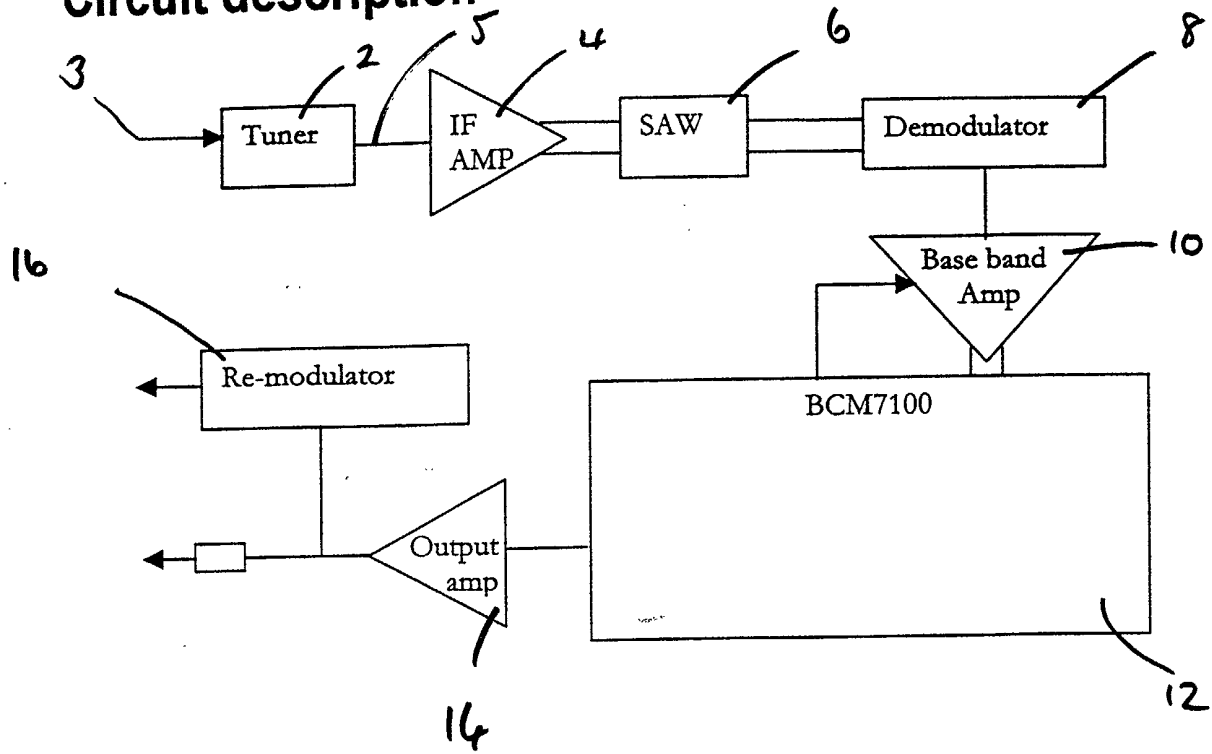 Circuit description
3
2
5
4
6
8
Tuner
IF
AMP
SAW
Demodulator
10
Base band
Amp
16
Re-modulator
BCM7100
Output
amp
14
12